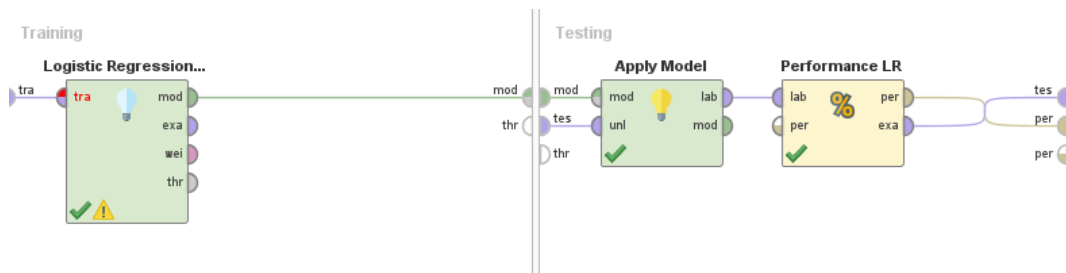 Training
Testing
Logistic Regression...
Apply Model
Performance LR
tra
tra
mod
exa
wei
thr
mod
thr
mod
tes
thr
mod
unl
lab
mod
lab
per
%
per
exa
tes
per
per